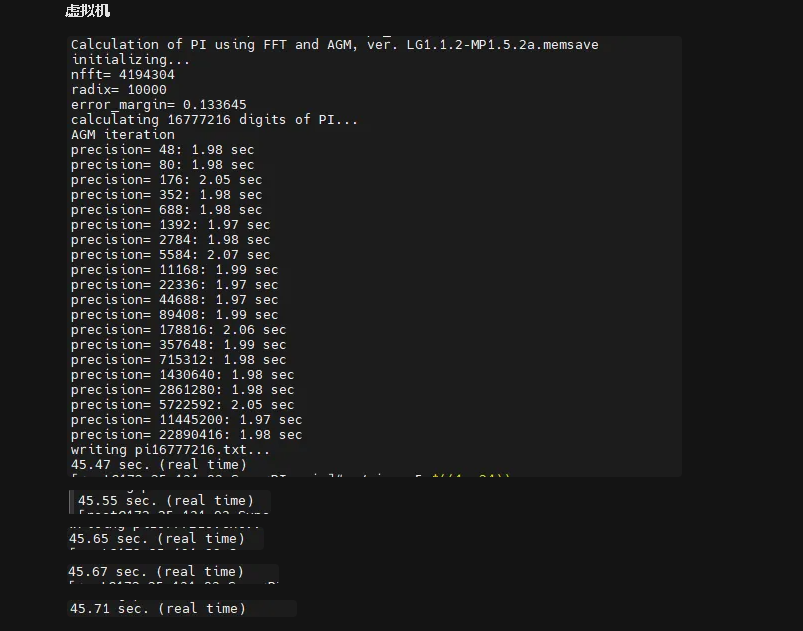 虚拟机
Calculation of PI using FFT and AGM, ver. LG1.1.2-MP1.5.2a.memsave
initializing...
nfft= 4194304
radix= 10000
error_margin= 0.133645
calculating 16777216 digits of PI...
AGM iteration
precision= 48: 1.98 sec
precision= 80: 1.98 sec
precision= 176: 2.05 sec
precision= 352: 1.98 sec
precision= 688: 1.98 sec
precision= 1392: 1.97 sec
precision= 2784: 1.98 sec
precision= 5584: 2.07 sec
precision= 11168: 1.99 sec
precision= 22336: 1.97 sec
precision= 44688: 1.97 sec
precision= 89408: 1.99 sec
precision= 178816: 2.06 sec
precision= 357648: 1.99 sec
precision= 715312: 1.98 sec
precision= 1430640: 1.98 sec
precision= 2861280: 1.98 sec
precision= 5722592: 2.05 sec
precision= 11445200: 1.97 sec
precision= 22890416: 1.98 sec
writing pi16777216.txt...
45.47 sec. (real time)
45.55 sec. (real time)
45.65 sec. (real time)
45.67 sec. (real time)
45.71 sec. (real time)